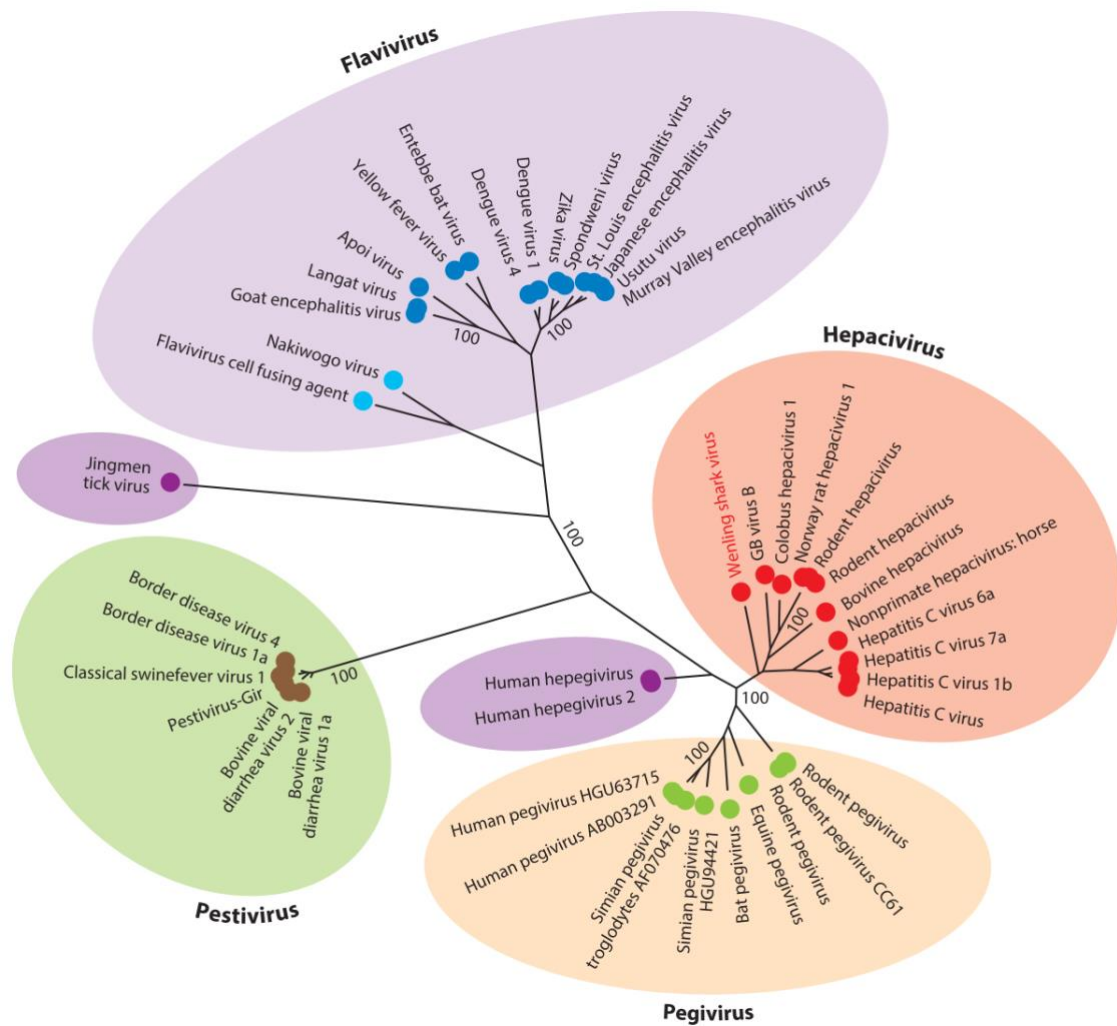 Flavivirus
Entebbe bat virus
Yellow fever virus
Apoi virus
Langat virus
Goat encephalitis virus
Dengue virus 4
Dengue virus 1
Zika virus
Spondweni virus
St. Louis encephalitis virus
Japanese encephalitis virus
Usutu virus
Murray Valley encephalitis virus
100
100
Nakiwogo virus
Flavivirus cell fusing agent
Jingmen
tick virus
100
Hepacivirus
Wenling shark virus
GB virus B
Colobus hepacivirus 1
Norway rat hepacivirus 1
Rodent hepacivirus
Rodent hepacivirus
Bovine hepacivirus
Nonprimate hepacivirus: horse
Hepatitis C virus 6a
Hepatitis C virus 7a
Hepatitis C virus 1b
Hepatitis C virus
100
Border disease virus 4
Border disease virus 1a
Classical swinefever virus 1
Pestivirus-Gir
Bovine viral
diarrhea virus 2
Bovine viral
diarrhea virus 1a
100
Pestivirus
Human hepegivirus
Human hepegivirus 2
100
100
Human pegivirus HGU63715
Human pegivirus AB003291
Simian pegivirus
troglodytes AF070476
Simian pegivirus
HGU94421
Bat pegivirus
Equine pegivirus
Rodent pegivirus
Rodent pegivirus CC61
Rodent pegivirus
Pegivirus